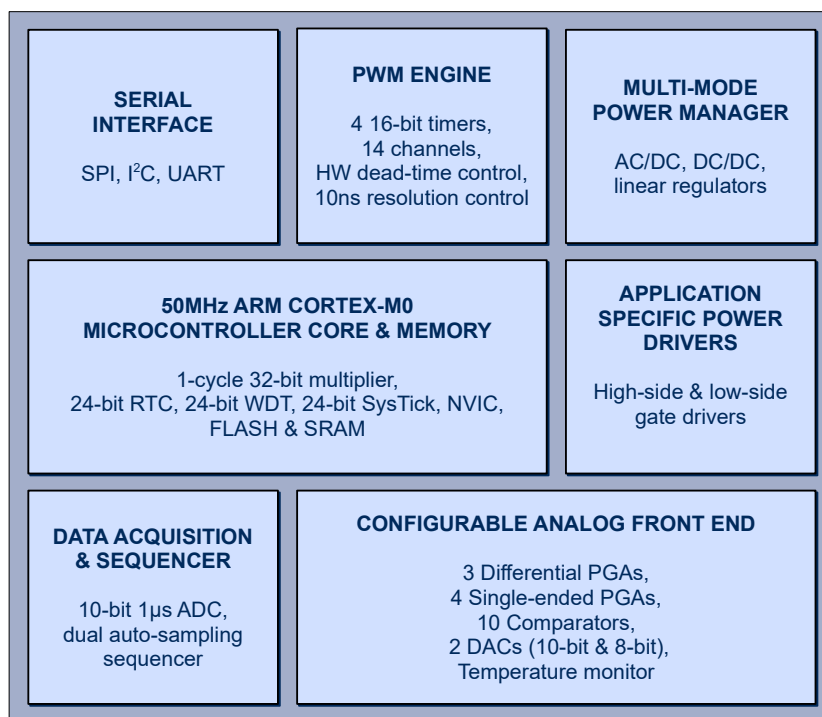 SERIAL
INTERFACE
SPI, I²C, UART
PWM ENGINE
4 16-bit timers,
14 channels,
HW dead-time control,
10ns resolution control
MULTI-MODE
POWER MANAGER
AC/DC, DC/DC,
linear regulators
50MHz ARM CORTEX-M0
MICROCONTROLLER CORE & MEMORY
1-cycle 32-bit multiplier,
24-bit RTC, 24-bit WDT, 24-bit SysTick, NVIC,
FLASH & SRAM
APPLICATION
SPECIFIC POWER
DRIVERS
High-side & low-side
gate drivers
DATA ACQUISITION
& SEQUENCER
10-bit 1µs ADC,
dual auto-sampling
sequencer
CONFIGURABLE ANALOG FRONT END
3 Differential PGAs,
4 Single-ended PGAs,
10 Comparators,
2 DACs (10-bit & 8-bit),
Temperature monitor